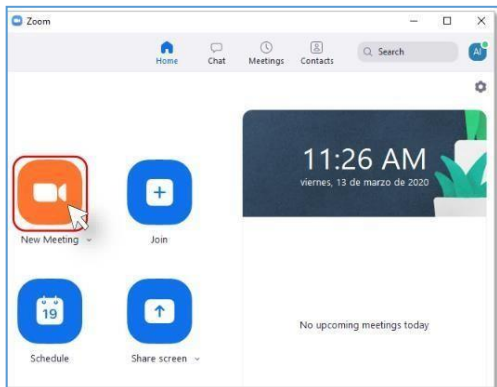 Zoom
Home Chat Meetings Contacts Search AI
11:26 AM
viernes, 13 de marzo de 2020
New Meeting Join
19
Schedule Share screen
No upcoming meetings today